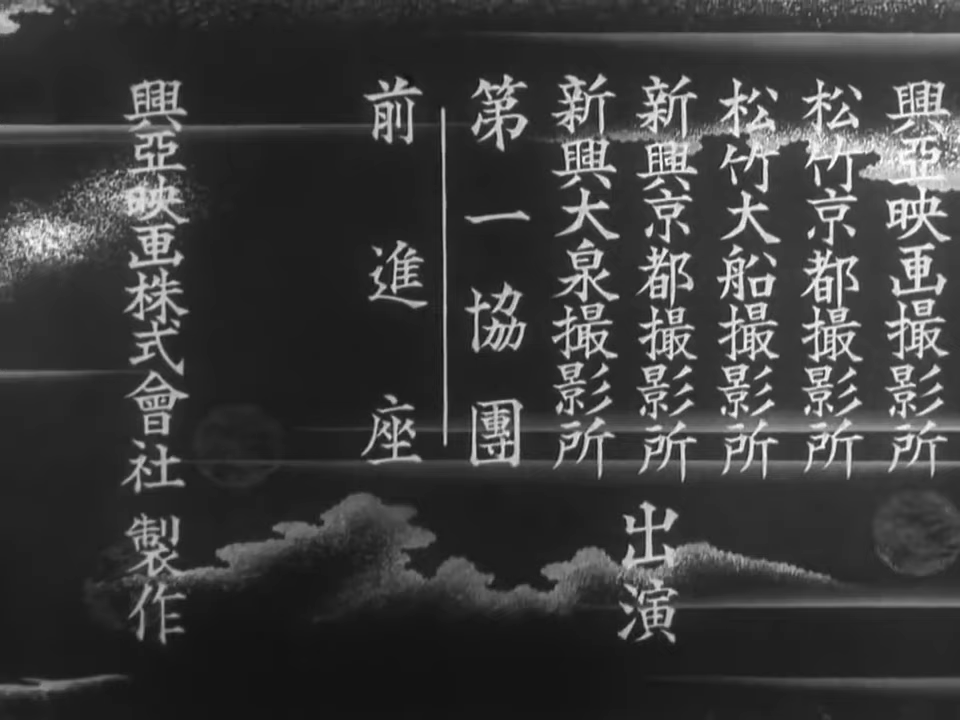 興亞映画撮影所
松竹京都撮影所
松竹大船撮影所
新興京都撮影所
新興大泉撮影所
第一協團
出演
前進座
興亞映画株式會社 製作